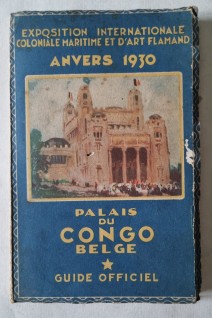 EXPOSITION INTERNATIONALE
COLONIALE MARITIME ET D'ART FLAMAND
ANVERS 1930
PALAIS
DU
CONGO
BELGE
GUIDE OFFICIEL